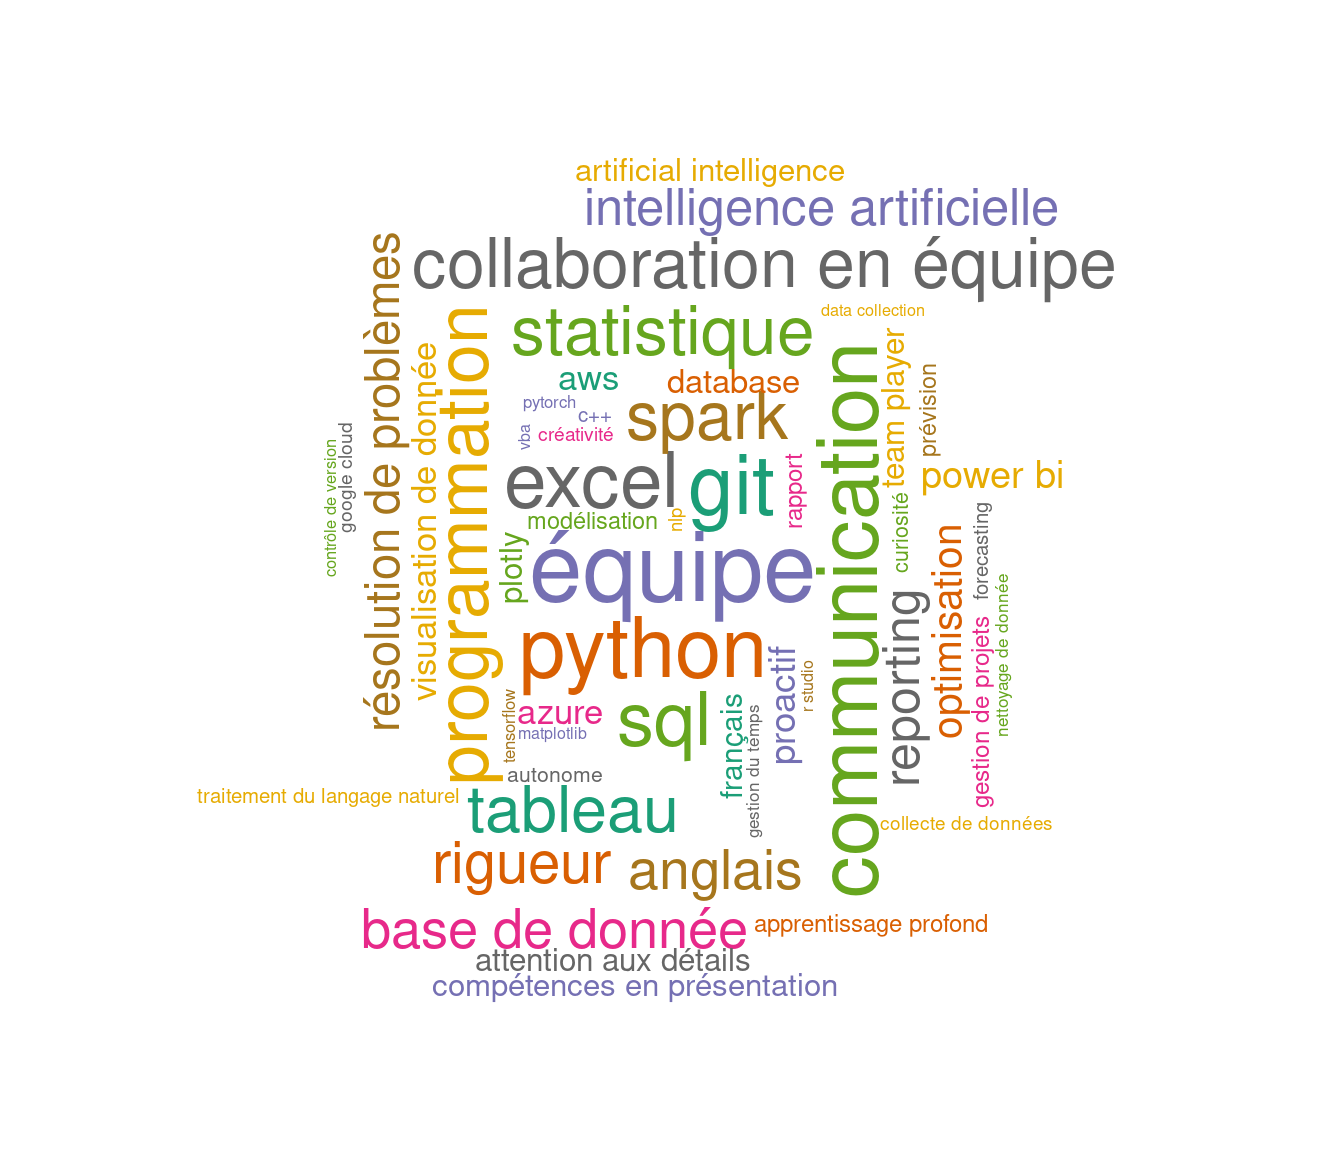 artificial intelligence
intelligence artificielle
collaboration en équipe
résolution de problèmes
programmation
statistique
data collection
communication
team player
visualisation de donnée
aws
database
prévision
pytorch
spark
c++
vba
créativité
contrôle de version
google cloud
excel
git
rapport
power bi
modélisation
nlp
curiosité
forecasting
plotly
équipe
optimisation
nettoyage de donnée
reporting
python
gestion de projets
proactif
r studio
tensorflow
azure
sql
français
matplotlib
gestion du temps
autonome
traitement du langage naturel
tableau
collecte de données
rigueur
anglais
base de donnée
apprentissage profond
attention aux détails
compétences en présentation